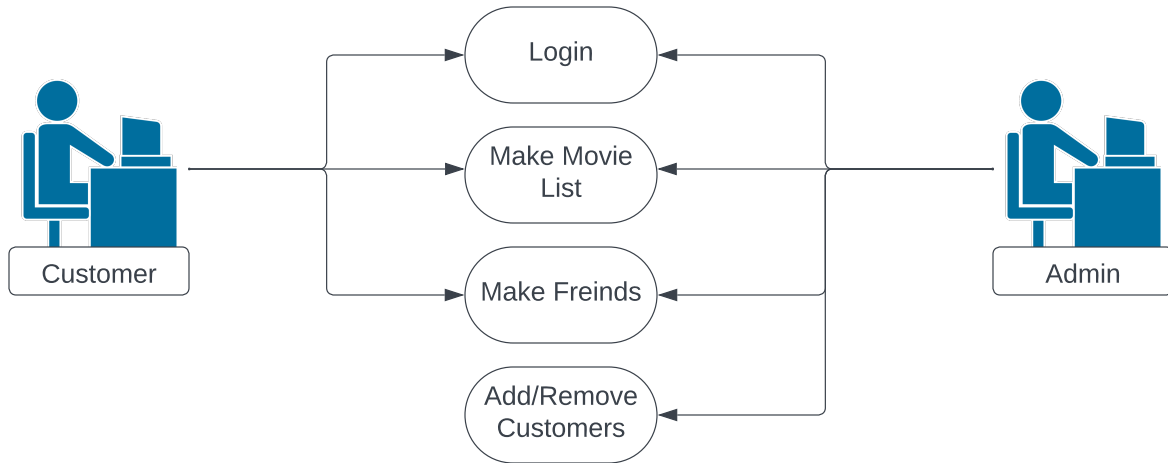 Login
Make Movie
List
Customer
Make Freinds
Admin
Add/Remove
Customers